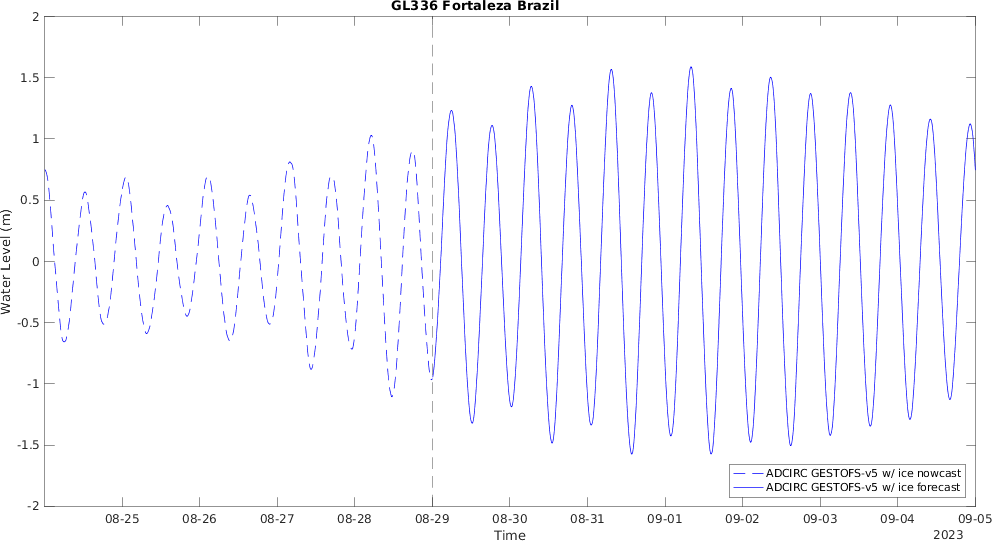 GL336 Fortaleza Brazil
2
1.5
1
0.5
0
-0.5
-1
-1.5
-2
Water Level (m)
ADCIRC GESTOFS-v5 w/ ice nowcast
ADCIRC GESTOFS-v5 w/ ice forecast
08-25 08-26 08-27 08-28 08-29 08-30 08-31 09-01 09-02 09-03 09-04 09-05
Time
2023